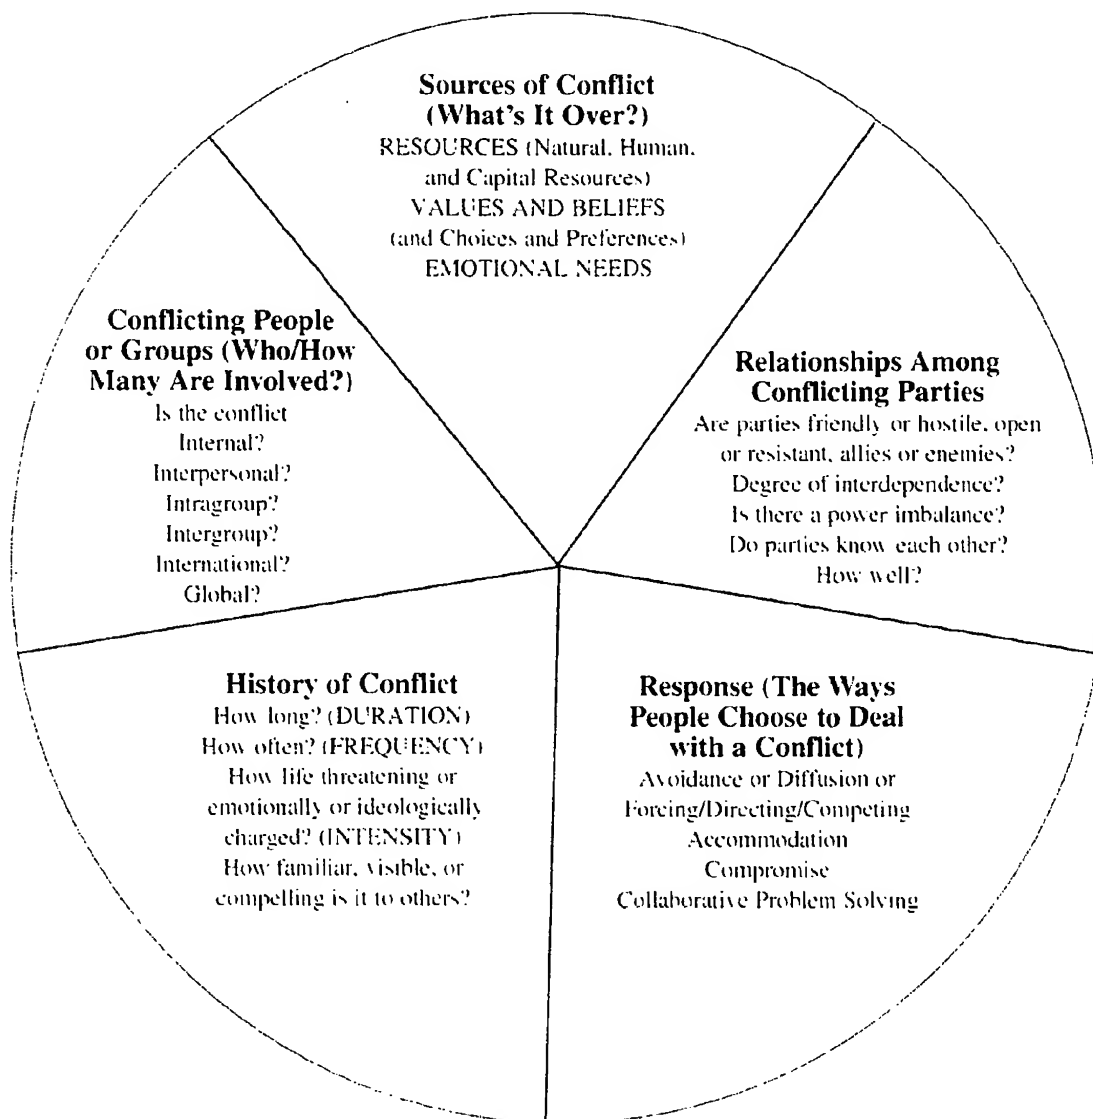 Sources of Conflict
(What's It Over?)
RESOURCES (Natural, Human,
and Capital Resources)
VALUES AND BELIEFS
(and Choices and Preferences)
EMOTIONAL NEEDS
Conflicting People
or Groups (Who/How
Many Are Involved?)
Is the conflict
Internal?
Interpersonal?
Intragroup?
Intergroup?
International?
Global?
Relationships Among
Conflicting Parties
Are parties friendly or hostile, open
or resistant, allies or enemies?
Degree of interdependence?
Is there a power imbalance?
Do parties know each other?
How well?
History of Conflict
How long? (DURATION)
How often? (FREQUENCY)
How life threatening or
emotionally or ideologically
charged? (INTENSITY)
How familiar, visible, or
compelling is it to others?
Response (The Ways
People Choose to Deal
with a Conflict)
Avoidance or Diffusion or
Forcing/Directing/Competing
Accommodation
Compromise
Collaborative Problem Solving